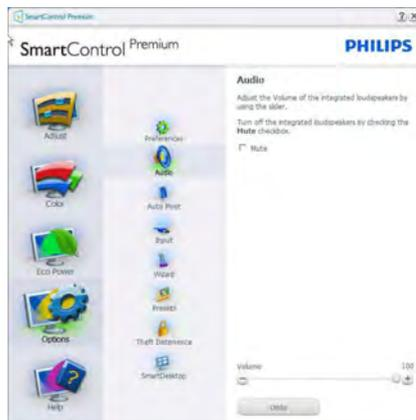 SmartControl Premium
SmartControl Premium
PHILIPS
Adjust
Color
Eco Power
Options
Help
Preferences
Audio
Auto Pivot
Input
Wizard
Presets
Theft Deterrence
SmartDesktop
Audio
Adjust the Volume of the integrated loudspeakers by
using the slider.
Turn off the integrated loudspeakers by checking the
Mute checkbox.
Mute
Volume 100
Undo